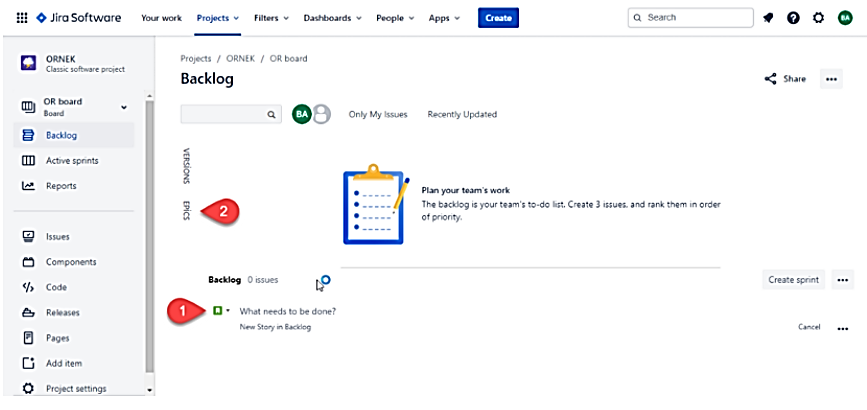 Jira Software Your work Projects Filters Dashboards People Apps Create Search BA
ORNEK
Classic software project
OR board
Board
Backlog
Active sprints
Reports
Issues
Components
Code
Releases
Pages
Add item
Project settings
Projects / ORNEK / OR board
Backlog
Share
BA Only My Issues Recently Updated
VERSIONS
EPICS
2
Plan your team's work
The backlog is your team's to-do list. Create 3 issues, and rank them in order
of priority.
Backlog 0 issues Create sprint
1 What needs to be done?
New Story in Backlog Cancel